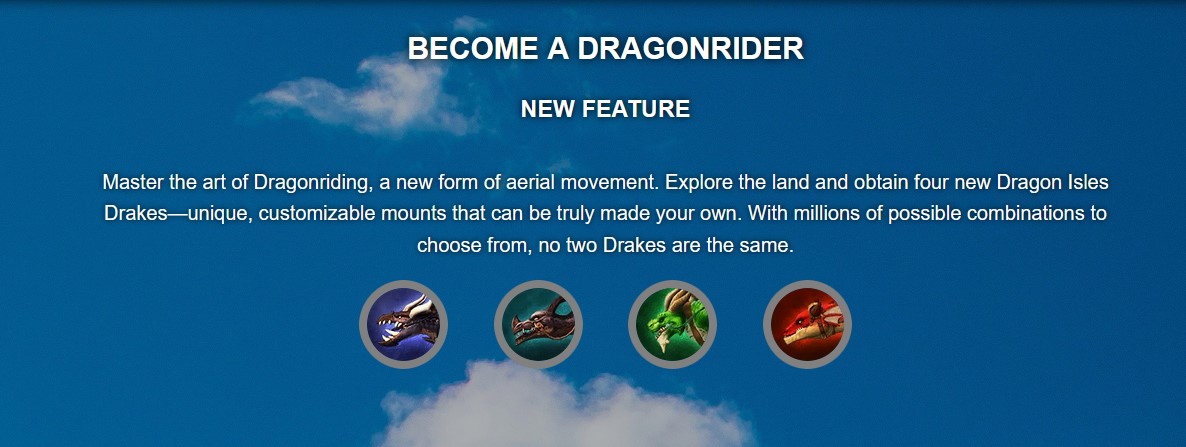 BECOME A DRAGONRIDER
NEW FEATURE
Master the art of Dragonriding, a new form of aerial movement. Explore the land and obtain four new Dragon Isles
Drakes—unique, customizable mounts that can be truly made your own. With millions of possible combinations to
choose from, no two Drakes are the same.